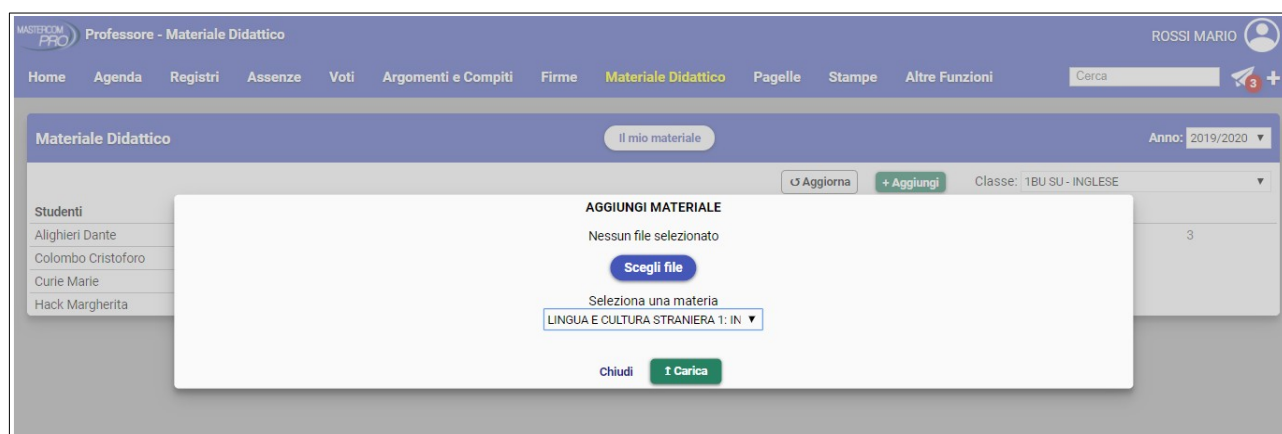 MASTERCOM PRO Professore - Materiale Didattico ROSSI MARIO
Home Agenda Registri Assenze Voti Argomenti e Compiti Firme Materiale Didattico Pagelle Stampe Altre Funzioni Cerca 3 +
Materiale Didattico Il mio materiale Anno: 2019/2020
Aggiorna + Aggiungi Classe: 1BU SU - INGLESE
Studenti
Alighieri Dante 3
Colombo Cristoforo
Curie Marie
Hack Margherita
AGGIUNGI MATERIALE
Nessun file selezionato
Scegli file
Seleziona una materia
LINGUA E CULTURA STRANIERA 1: IN
Chiudi Carica